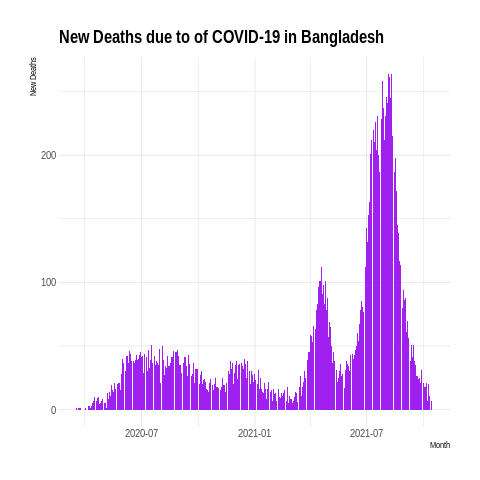 New Deaths due to of COVID-19 in Bangladesh
New Deaths
200
100
0
2020-07
2021-01
2021-07
Month